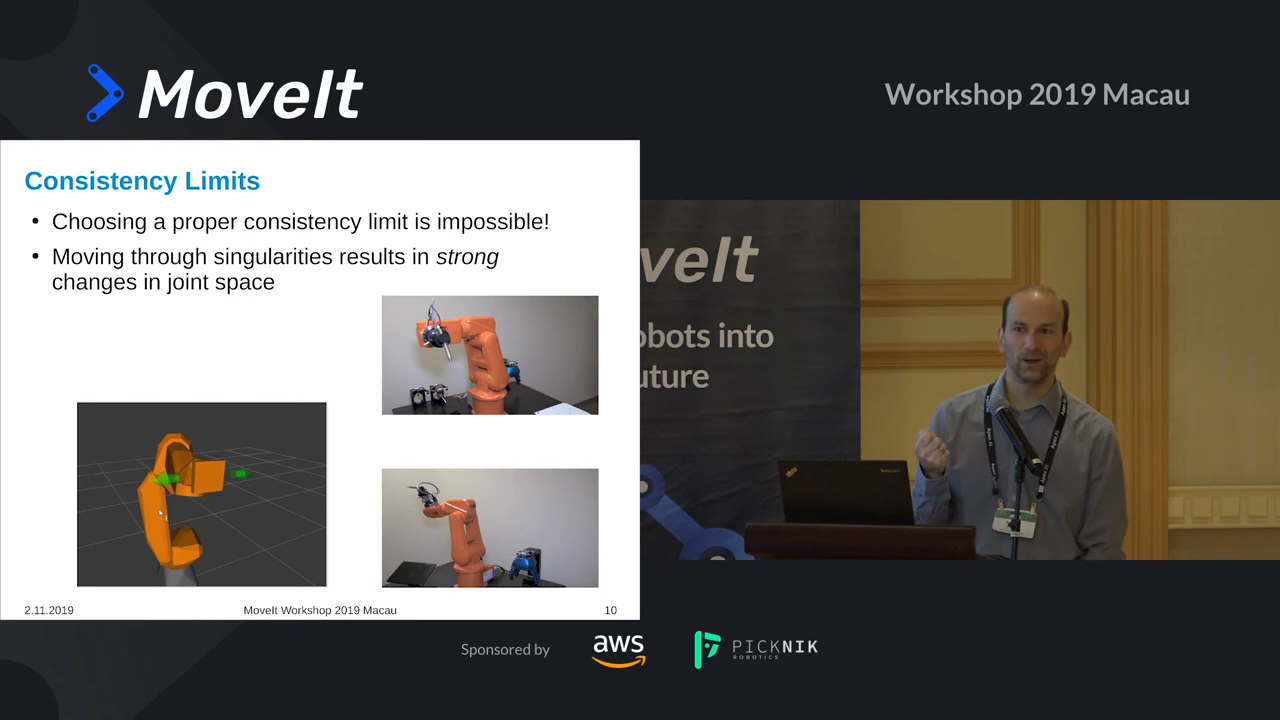 MoveIt
Workshop 2019 Macau
Consistency Limits
• Choosing a proper consistency limit is impossible!
• Moving through singularities results in strong
changes in joint space
2.11.2019
MoveIt Workshop 2019 Macau
10
veIt
obots into
uture
Sponsored by
aws
PICKNIK
ROBOTICS